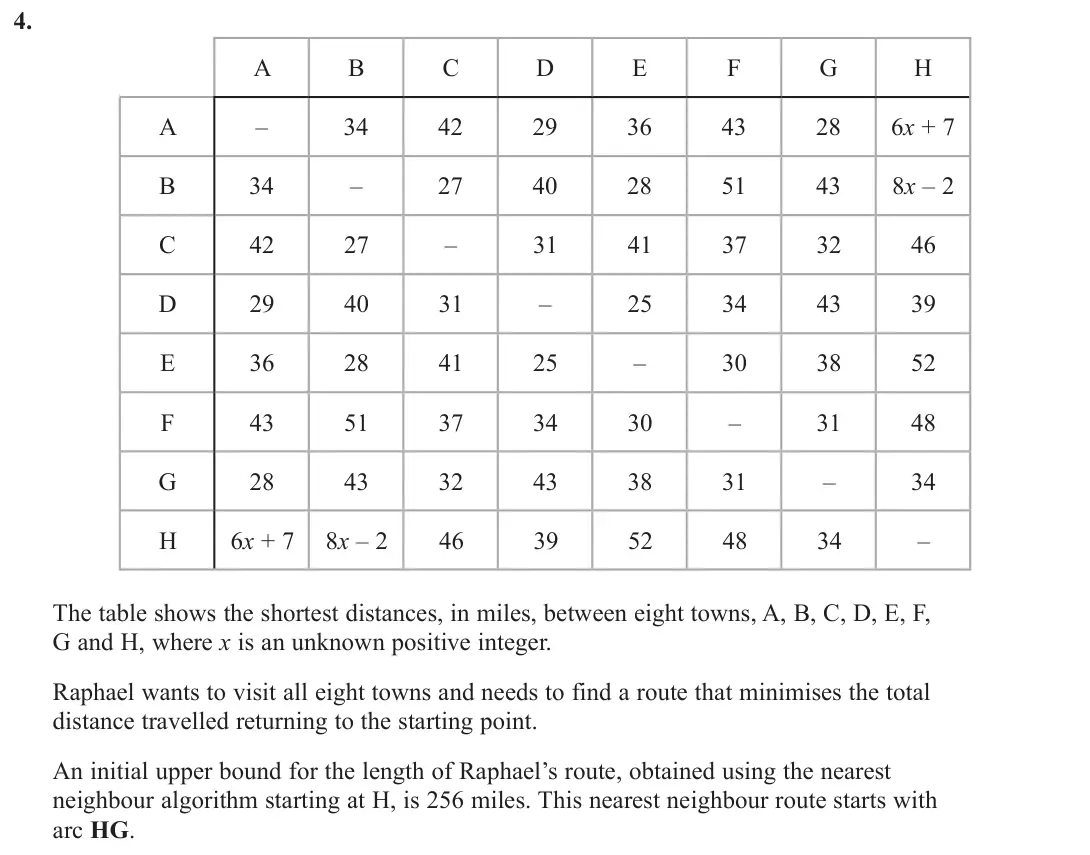 4.
A B C D E F G H
A – 34 42 29 36 43 28 6x + 7
B 34 – 27 40 28 51 43 8x – 2
C 42 27 – 31 41 37 32 46
D 29 40 31 – 25 34 43 39
E 36 28 41 25 – 30 38 52
F 43 51 37 34 30 – 31 48
G 28 43 32 43 38 31 – 34
H 6x + 7 8x – 2 46 39 52 48 34 –
The table shows the shortest distances, in miles, between eight towns, A, B, C, D, E, F,
G and H, where x is an unknown positive integer.
Raphael wants to visit all eight towns and needs to find a route that minimises the total
distance travelled returning to the starting point.
An initial upper bound for the length of Raphael’s route, obtained using the nearest
neighbour algorithm starting at H, is 256 miles. This nearest neighbour route starts with
arc HG.